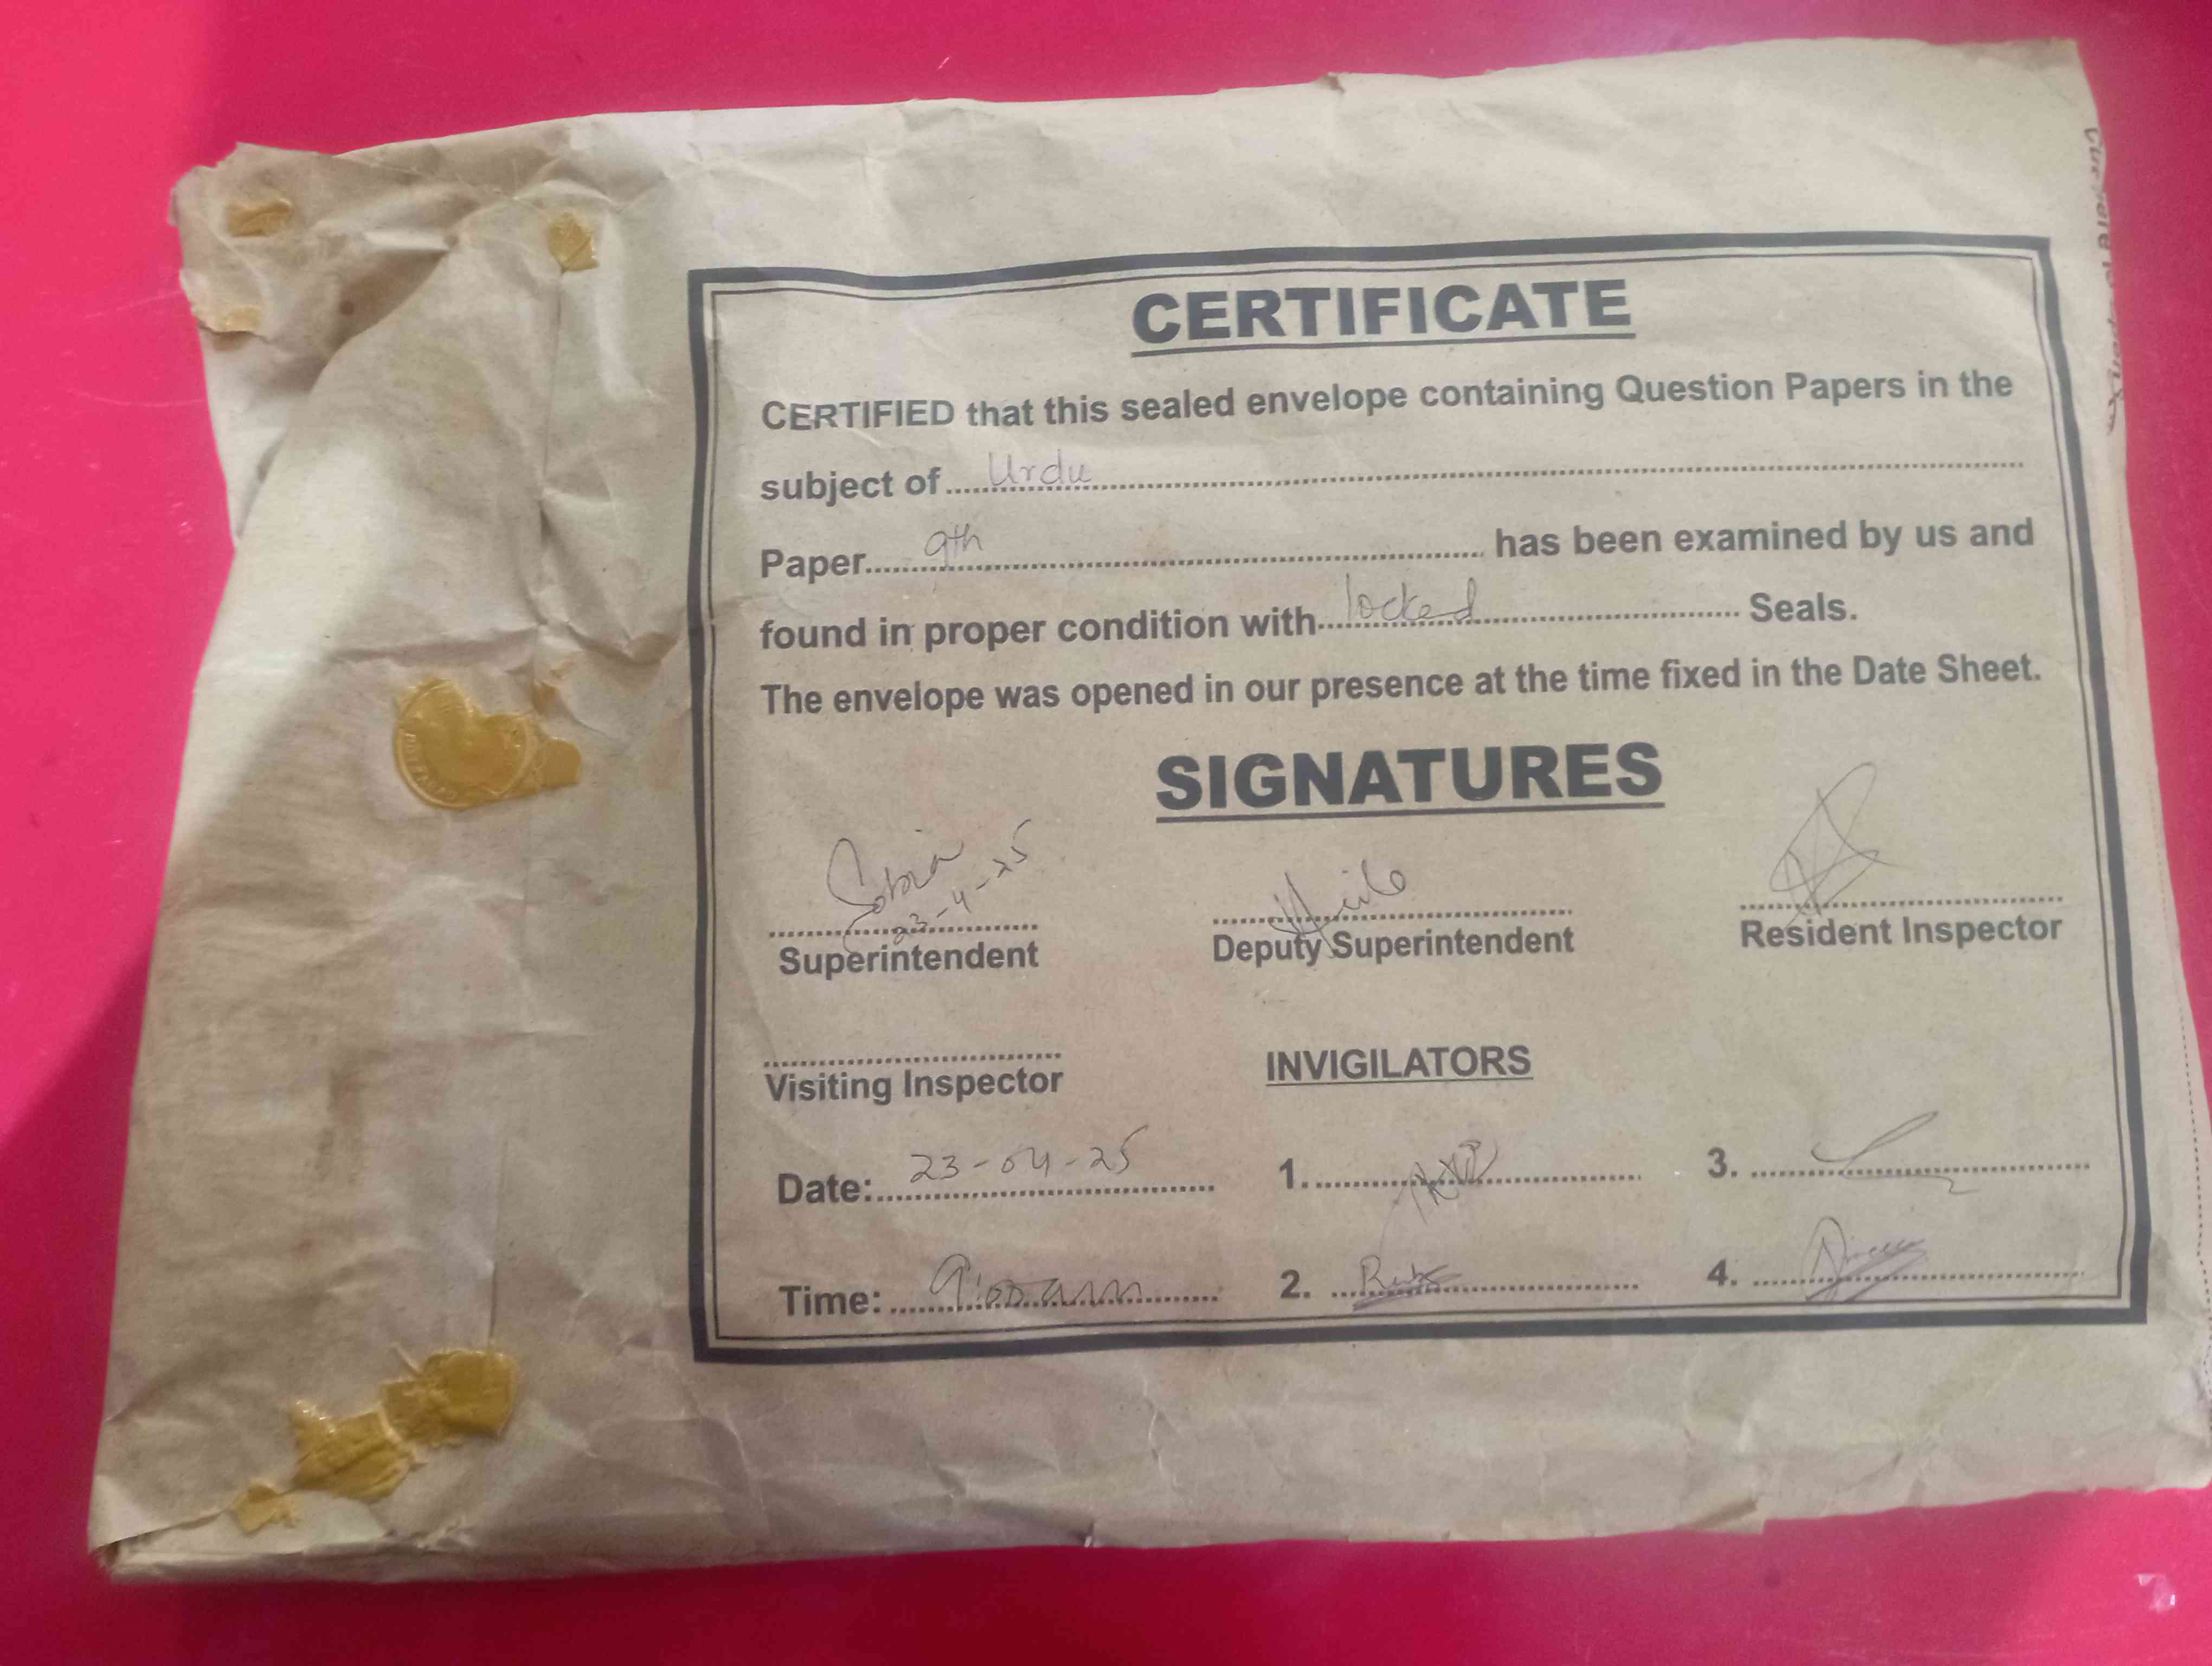 CERTIFICATE
CERTIFIED that this sealed envelope containing Question Papers in the
subject of Urdu
Paper 9th has been examined by us and
found in proper condition with locked Seals.
The envelope was opened in our presence at the time fixed in the Date Sheet.
SIGNATURES
Sobia
23-4-25
Superintendent Deputy Superintendent Resident Inspector
Visiting Inspector INVIGILATORS
Date: 23-04-25 1. 3.
Time: 9:00 am 2. 4.